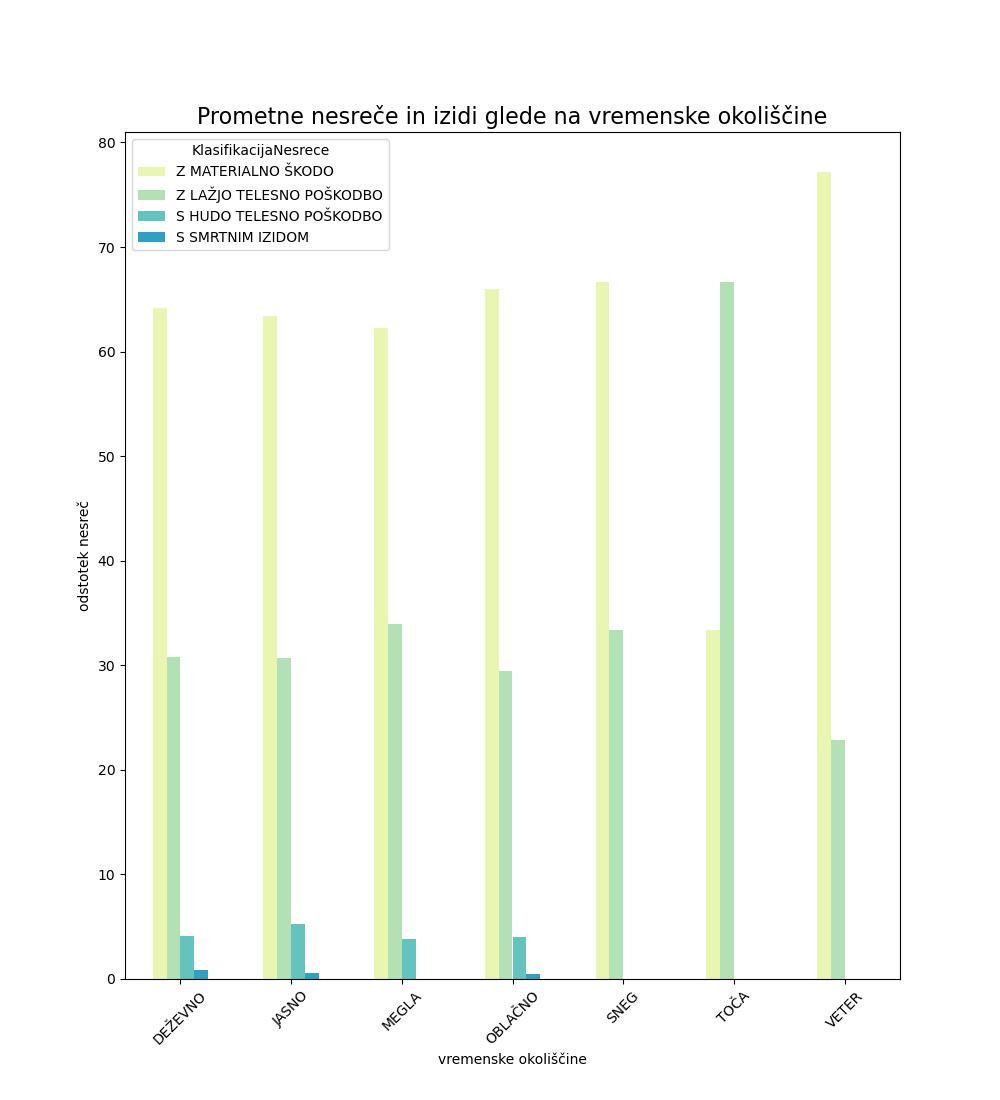 Prometne nesreče in izidi glede na vremenske okoliščine
KlasifikacijaNesrece
Z MATERIALNO ŠKODO
Z LAŽJO TELESNO POŠKODBO
S HUDO TELESNO POŠKODBO
S SMRTNIM IZIDOM
80
70
60
50
40
30
20
10
0
odstotek nesreč
DEŽEVNO
JASNO
MEGLA
OBLAČNO
SNEG
TOČA
VETER
vremenske okoliščine